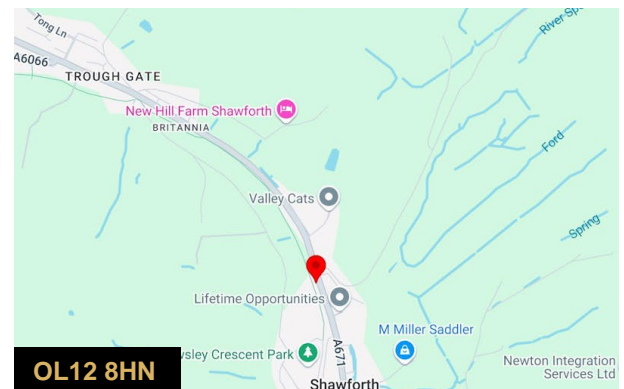 Tong Ln
A6066
TROUGH GATE
River Sp
New Hill Farm Shawforth
BRITANNIA
Ford
Valley Cats
Spring
Lifetime Opportunities
M Miller Saddler
A671
wsley Crescent Park
Newton Integration
Services Ltd
OL12 8HN
Shawforth